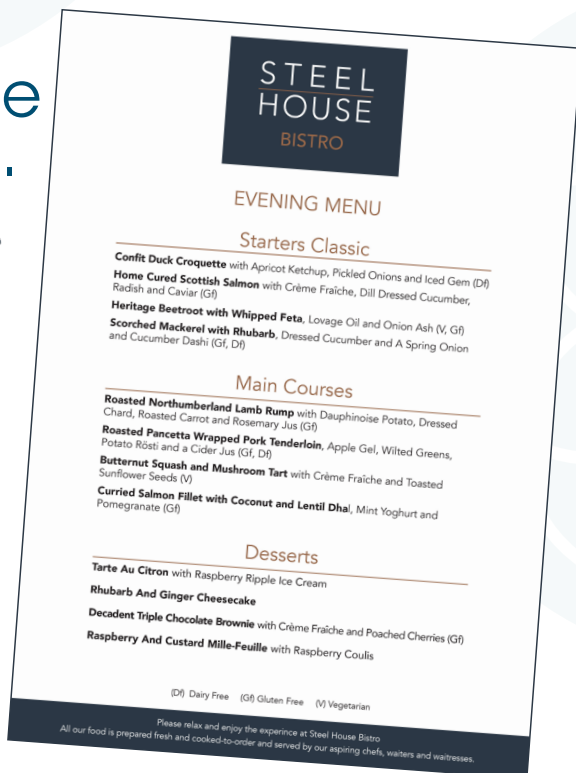 e
STEEL
HOUSE
BISTRO
EVENING MENU
Starters Classic
Confit Duck Croquette with Apricot Ketchup, Pickled Onions and Iced Gem (Df)
Home Cured Scottish Salmon with Crème Fraîche, Dill Dressed Cucumber,
Radish and Caviar (Gf)
Heritage Beetroot with Whipped Feta, Lovage Oil and Onion Ash (V, Gf)
Scorched Mackerel with Rhubarb, Dressed Cucumber and A Spring Onion
and Cucumber Dashi (Gf, Df)
Main Courses
Roasted Northumberland Lamb Rump with Dauphinoise Potato, Dressed
Chard, Roasted Carrot and Rosemary Jus (Gf)
Roasted Pancetta Wrapped Pork Tenderloin, Apple Gel, Wilted Greens,
Potato Rösti and a Cider Jus (Gf, Df)
Butternut Squash and Mushroom Tart with Crème Fraîche and Toasted
Sunflower Seeds (V)
Curried Salmon Fillet with Coconut and Lentil Dhal, Mint Yoghurt and
Pomegranate (Gf)
Desserts
Tarte Au Citron with Raspberry Ripple Ice Cream
Rhubarb And Ginger Cheesecake
Decadent Triple Chocolate Brownie with Crème Fraîche and Poached Cherries (Gf)
Raspberry And Custard Mille-Feuille with Raspberry Coulis
(Df) Dairy Free (Gf) Gluten Free (V) Vegetarian
Please relax and enjoy the experince at Steel House Bistro
All our food is prepared fresh and cooked-to-order and served by our aspiring chefs, waiters and waitresses.